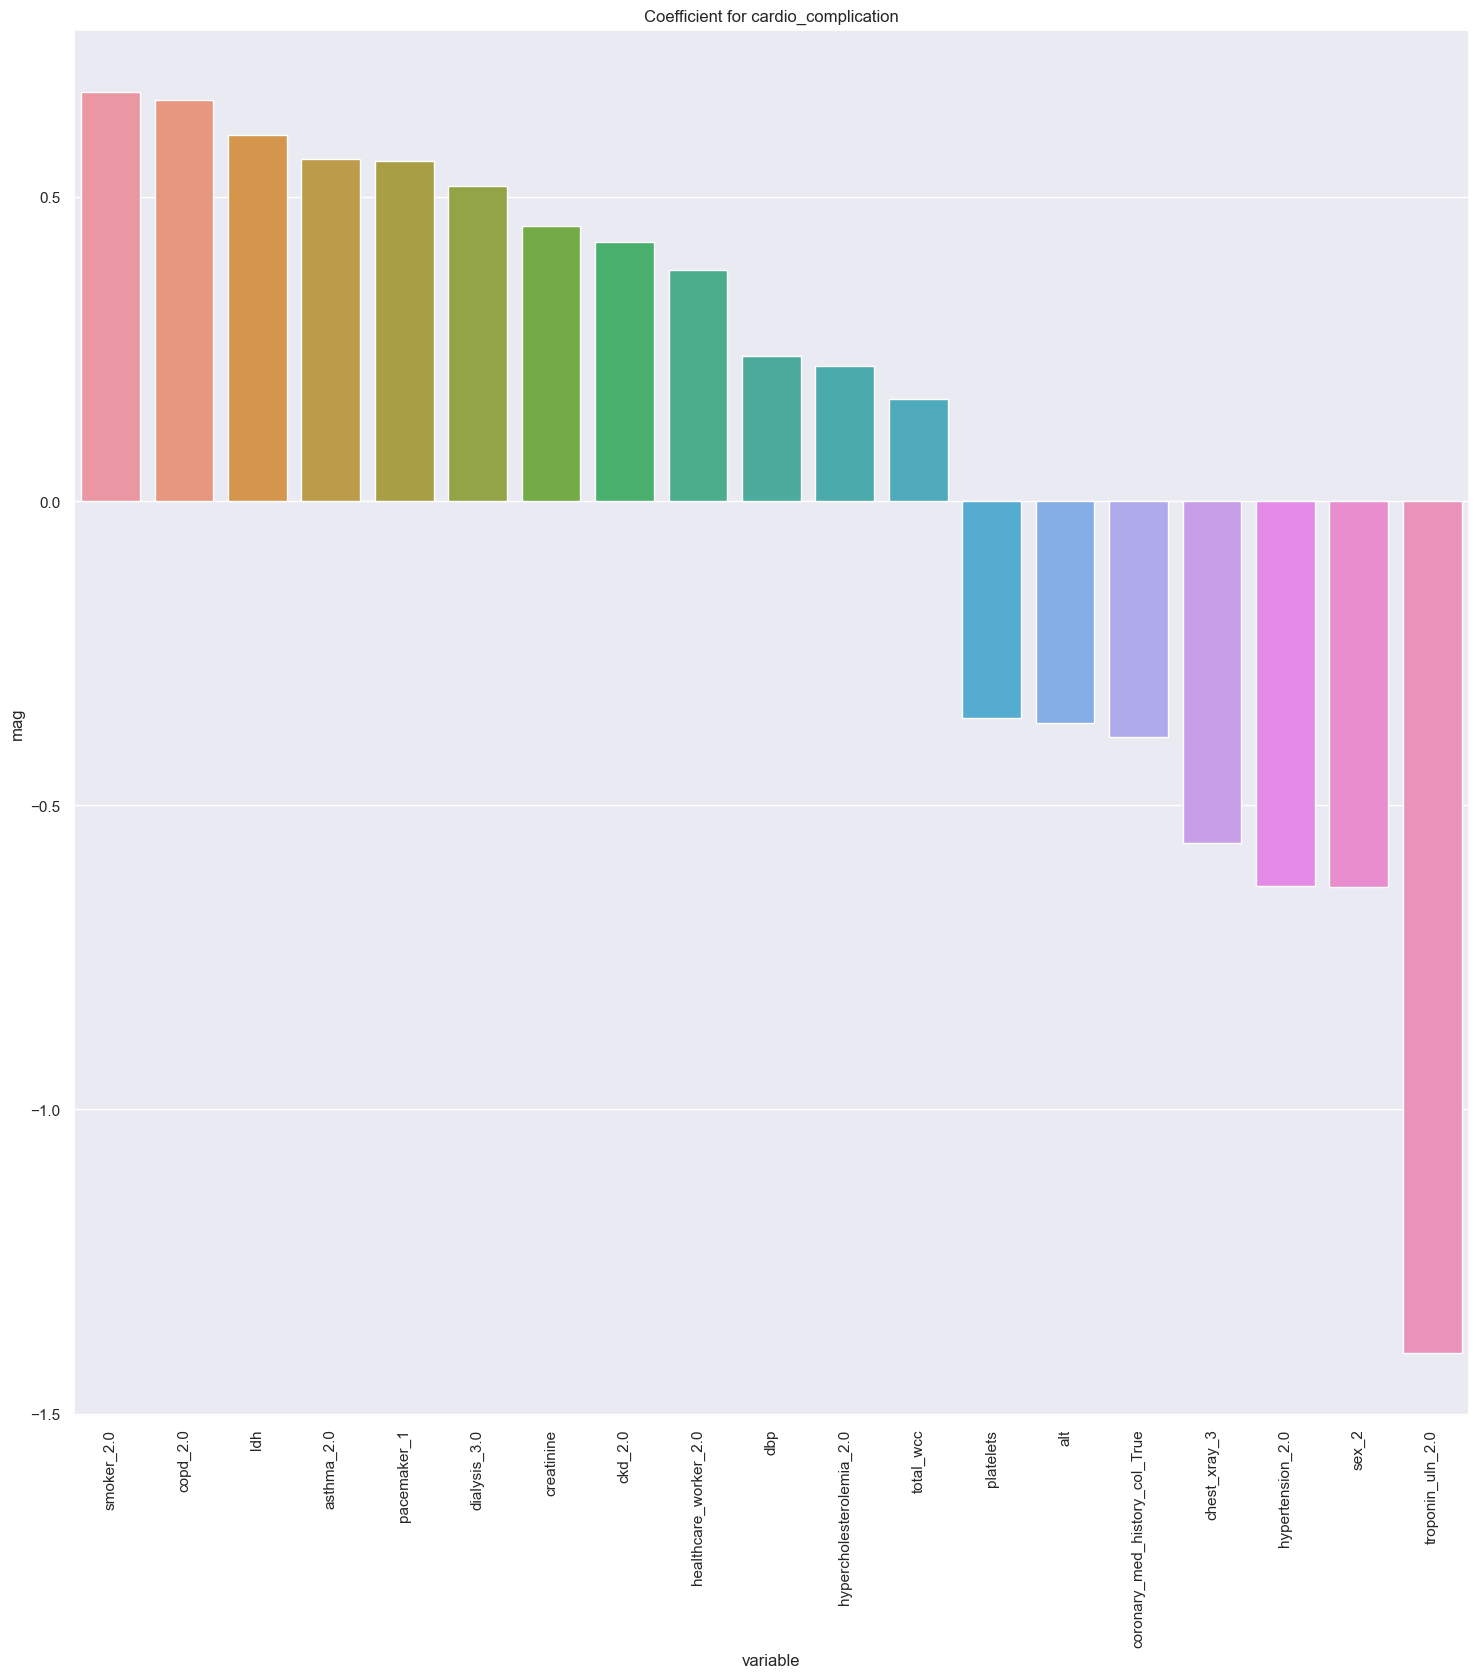 Coefficient for cardio_complication
0.5
0.0
−0.5
−1.0
−1.5
mag
smoker_2.0
copd_2.0
ldh
asthma_2.0
pacemaker_1
dialysis_3.0
creatinine
ckd_2.0
healthcare_worker_2.0
dbp
hypercholesterolemia_2.0
total_wcc
platelets
alt
coronary_med_history_col_True
chest_xray_3
hypertension_2.0
sex_2
troponin_uln_2.0
variable